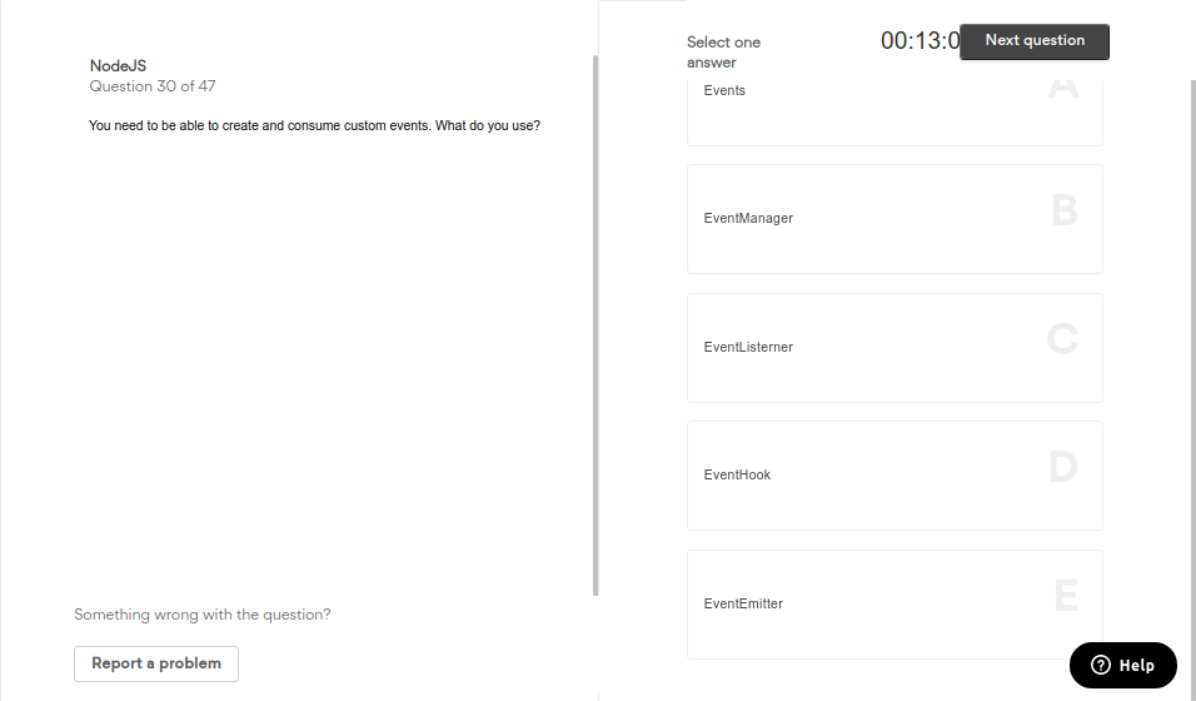 NodeJS
Question 30 of 47
You need to be able to create and consume custom events. What do you use?
Something wrong with the question?
Report a problem
Select one
answer
00:13:0
Next question
Events
A
EventManager
B
EventListerner
C
EventHook
D
EventEmitter
E
Help